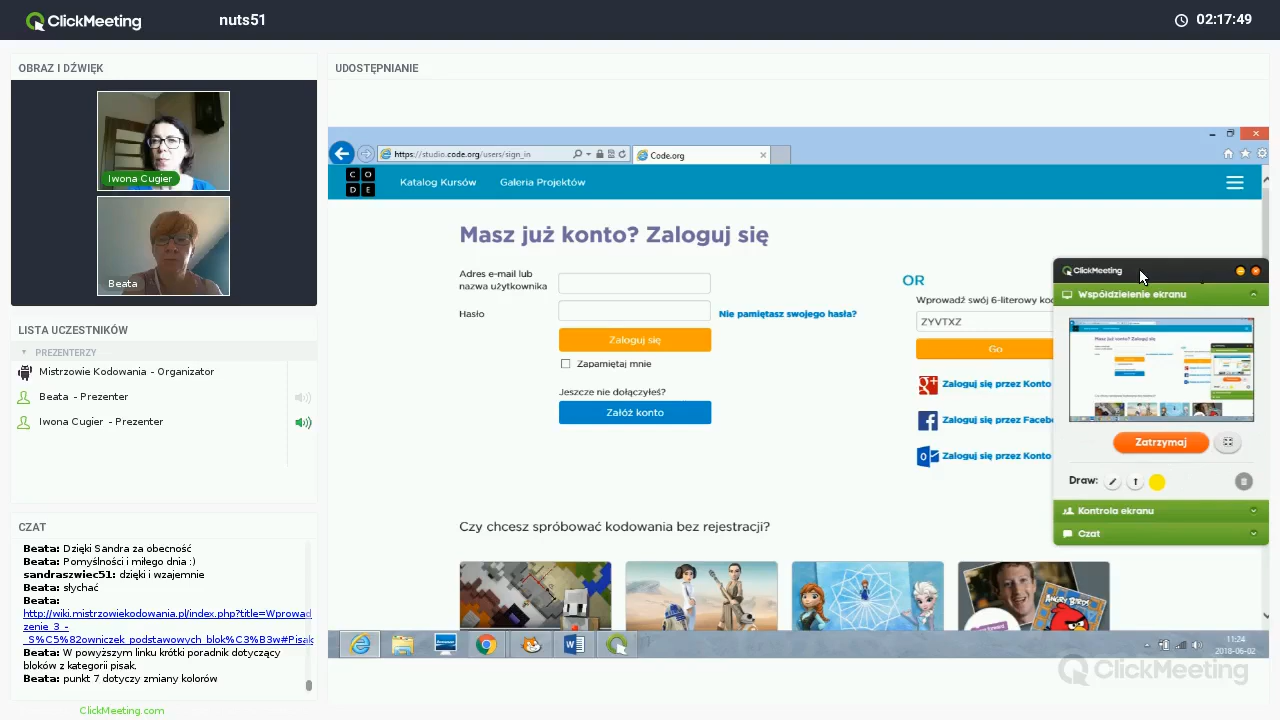 ClickMeeting
nuts51
02:17:49
OBRAZ I DŹWIĘK
Iwona Cugier
Beata
LISTA UCZESTNIKÓW
PREZENTERZY
Mistrzowie Kodowania - Organizator
Beata - Prezenter
Iwona Cugier - Prezenter
CZAT
Beata: Dzięki Sandra za obecność
Beata: Pomyślności i miłego dnia :)
sandraszwiec51: dzięki i wzajemnie
Beata: słychać
Beata:
http://wiki.mistrzowiekodowania.pl/index.php?title=Wprowad
zenie_3_-
_S%C5%82owniczek_podstawowych_blok%C3%B3w#Pisak
Beata: W powyższym linku krótki poradnik dotyczący
bloków z kategorii pisak.
Beata: punkt 7 dotyczy zmiany kolorów
ClickMeeting.com
UDOSTĘPNIANIE
https://studio.code.org/users/sign_in
Code.org
C O
D E
Katalog Kursów
Galeria Projektów
Masz już konto? Zaloguj się
Adres e-mail lub
nazwa użytkownika
Hasło
Nie pamiętasz swojego hasła?
Zaloguj się
Zapamiętaj mnie
Jeszcze nie dołączyłeś?
Załóż konto
OR
Wprowadź swój 6-literowy kod
ZYVTXZ
Go
Zaloguj się przez Konto
Zaloguj się przez Facebo
Zaloguj się przez Konto
Czy chcesz spróbować kodowania bez rejestracji?
ANGRY BIRDS
ClickMeeting
Współdzielenie ekranu
Zatrzymaj
Draw:
Kontrola ekranu
Czat
11:24
2018-06-02
ClickMeeting